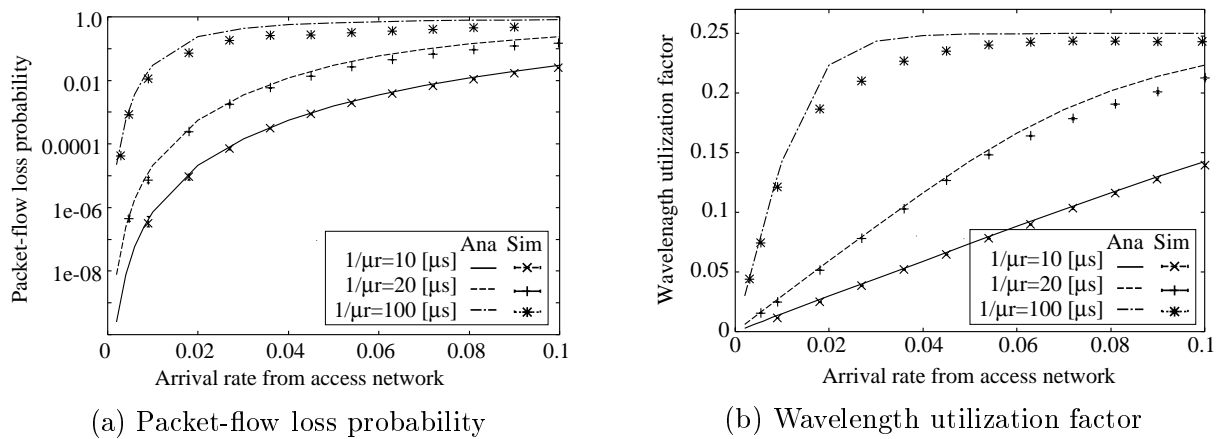 Packet-flow loss probability
1.0
0.01
0.0001
1e-06
1e-08
Ana Sim
1/μr=10 [μs]
1/μr=20 [μs]
1/μr=100 [μs]
0 0.02 0.04 0.06 0.08 0.1
Arrival rate from access network
(a) Packet-flow loss probability
Wavelenagth utilization factor
0.25
0.2
0.15
0.1
0.05
0
Ana Sim
1/μr=10 [μs]
1/μr=20 [μs]
1/μr=100 [μs]
0 0.02 0.04 0.06 0.08 0.1
Arrival rate from access network
(b) Wavelength utilization factor